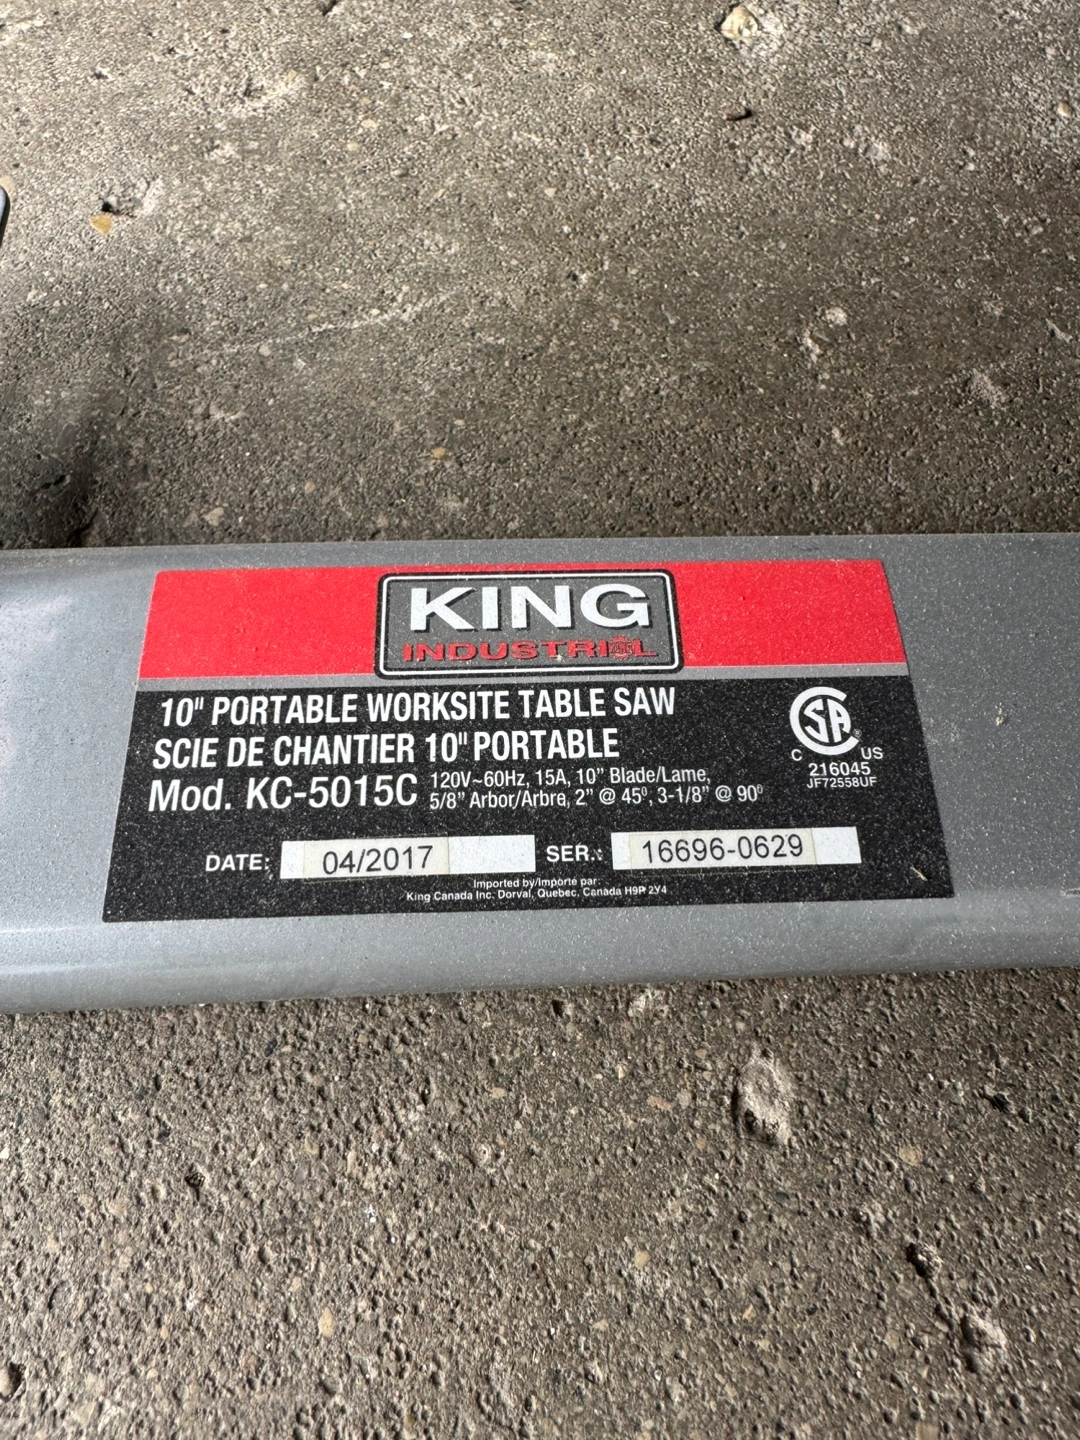 KING
INDUSTRIAL
10" PORTABLE WORKSITE TABLE SAW
SCIE DE CHANTIER 10" PORTABLE
Mod. KC-5015C
120V~60Hz, 15A, 10" Blade/Lame,
5/8" Arbor/Arbre, 2" @ 45⁰, 3-1/8" @ 90⁰
C US
216045
JF72558UF
DATE: 04/2017 SER.: 16696-0629
Imported by/Importé par:
King Canada Inc. Dorval, Quebec, Canada H9P 2Y4